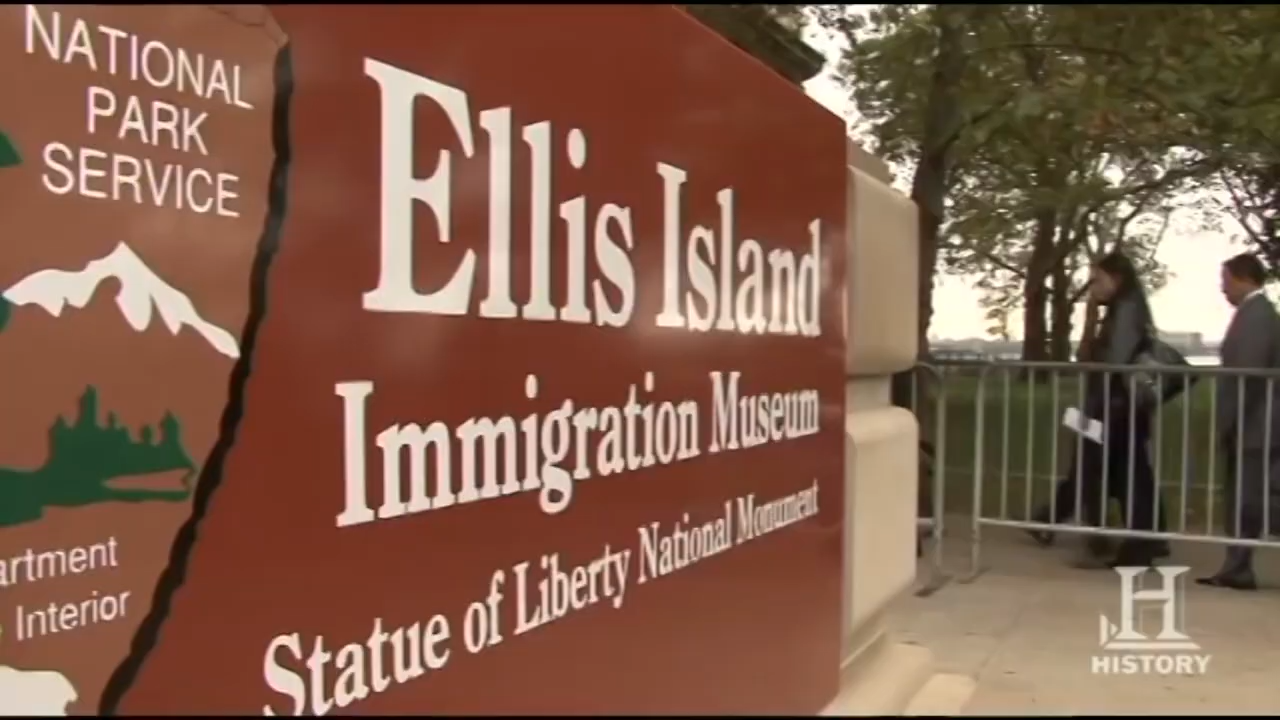 NATIONAL
PARK
SERVICE
artment
Interior
Ellis Island
Immigration Museum
Statue of Liberty National Monument
H
HISTORY